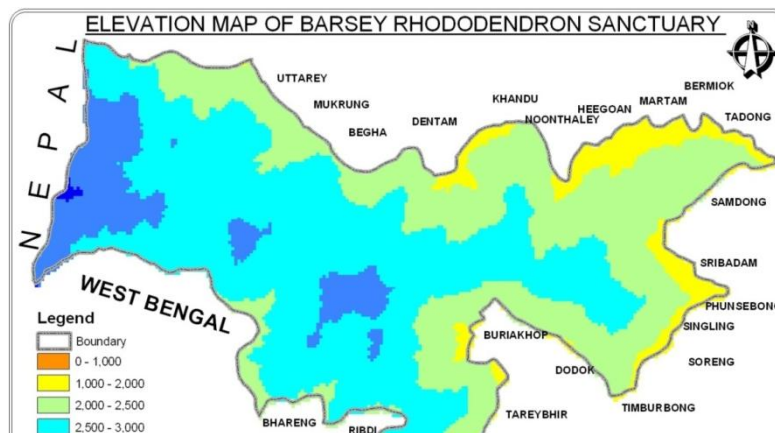 ELEVATION MAP OF BARSEY RHODODENDRON SANCTUARY
NEPAL
UTTAREY
MUKRUNG
BEGHA
DENTAM
KHANDU
NOONTHALEY
HEEGOAN
MARTAM
BERMIOK
TADONG
SAMDONG
SRIBADAM
PHUNSEBONG
SINGLING
SORENG
WEST BENGAL
BURIAKHOP
DODOK
TIMBURBONG
TAREYBHIR
BHARENG
RIBDI
Legend
Boundary
0 - 1,000
1,000 - 2,000
2,000 - 2,500
2,500 - 3,000